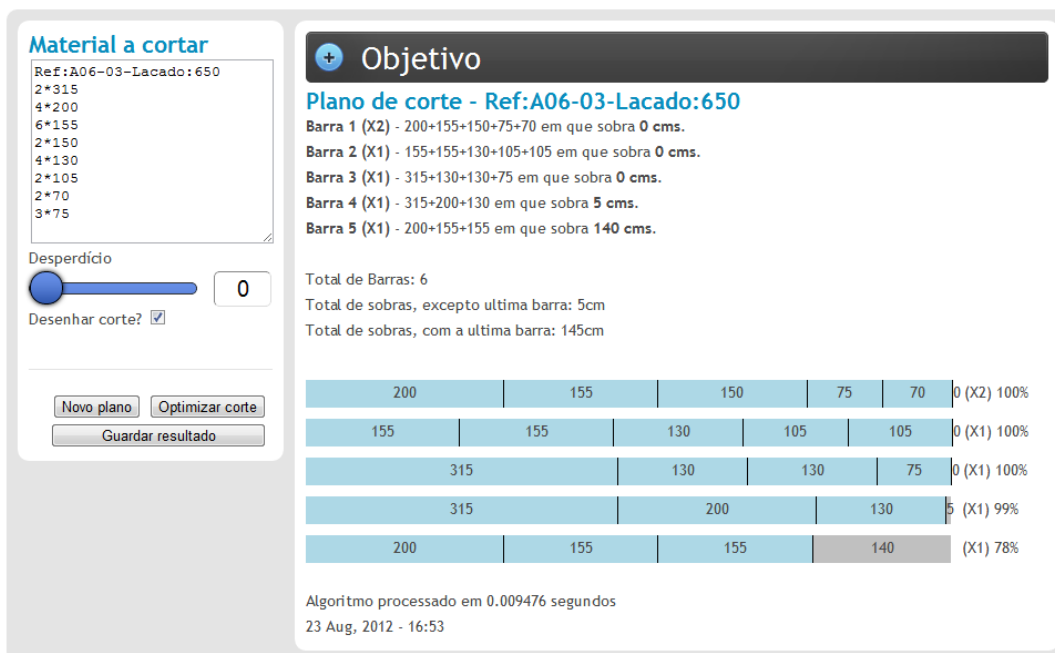 Material a cortar
Ref:A06-03-Lacado:650
2*315
4*200
6*155
2*150
4*130
2*105
2*70
3*75
Desperdício
0
Desenhar corte?
Novo plano
Optimizar corte
Guardar resultado
Objetivo
Plano de corte - Ref:A06-03-Lacado:650
Barra 1 (X2) - 200+155+150+75+70 em que sobra 0 cms.
Barra 2 (X1) - 155+155+130+105+105 em que sobra 0 cms.
Barra 3 (X1) - 315+130+130+75 em que sobra 0 cms.
Barra 4 (X1) - 315+200+130 em que sobra 5 cms.
Barra 5 (X1) - 200+155+155 em que sobra 140 cms.
Total de Barras: 6
Total de sobras, excepto ultima barra: 5cm
Total de sobras, com a ultima barra: 145cm
200 155 150 75 70 0 (X2) 100%
155 155 130 105 105 0 (X1) 100%
315 130 130 75 0 (X1) 100%
315 200 130 5 (X1) 99%
200 155 155 140 (X1) 78%
Algoritmo processado em 0.009476 segundos
23 Aug, 2012 - 16:53